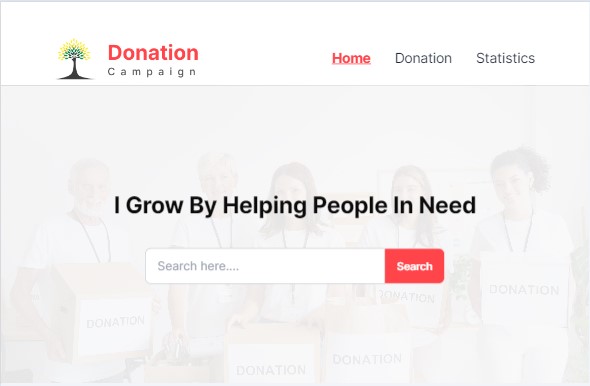 Donation
Campaign
Home Donation Statistics
I Grow By Helping People In Need
Search here.... Search
DONATION
DONATION
DONATION
DONATION
DONATION